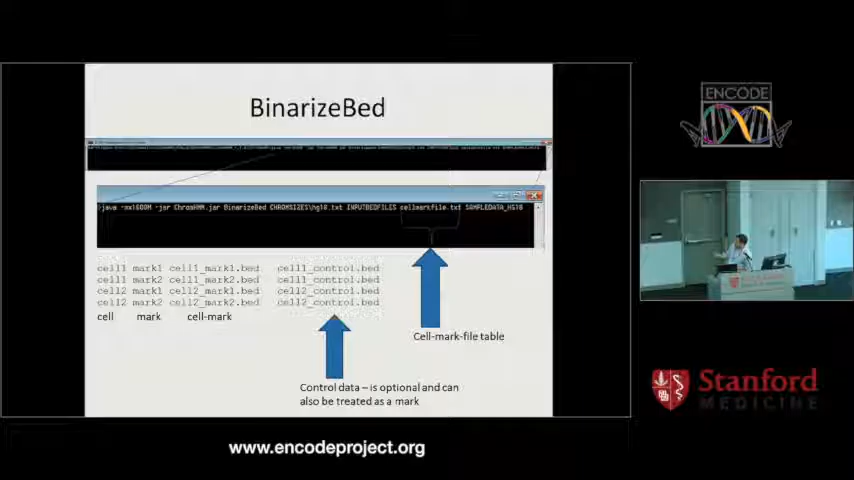 BinarizeBed
java -mx1600M -jar ChromHMM.jar BinarizeBed CHROMSIZES\hg18.txt INPUTBEDFILES cellmarkfile.txt SAMPLEDATA_HG18
cell1 mark1 cell1_mark1.bed cell1_control.bed
cell1 mark2 cell1_mark2.bed cell1_control.bed
cell2 mark1 cell2_mark1.bed cell2_control.bed
cell2 mark2 cell2_mark2.bed cell2_control.bed
cell mark cell-mark
Cell-mark-file table
Control data – is optional and can
also be treated as a mark
ENCODE
Stanford
MEDICINE
www.encodeproject.org